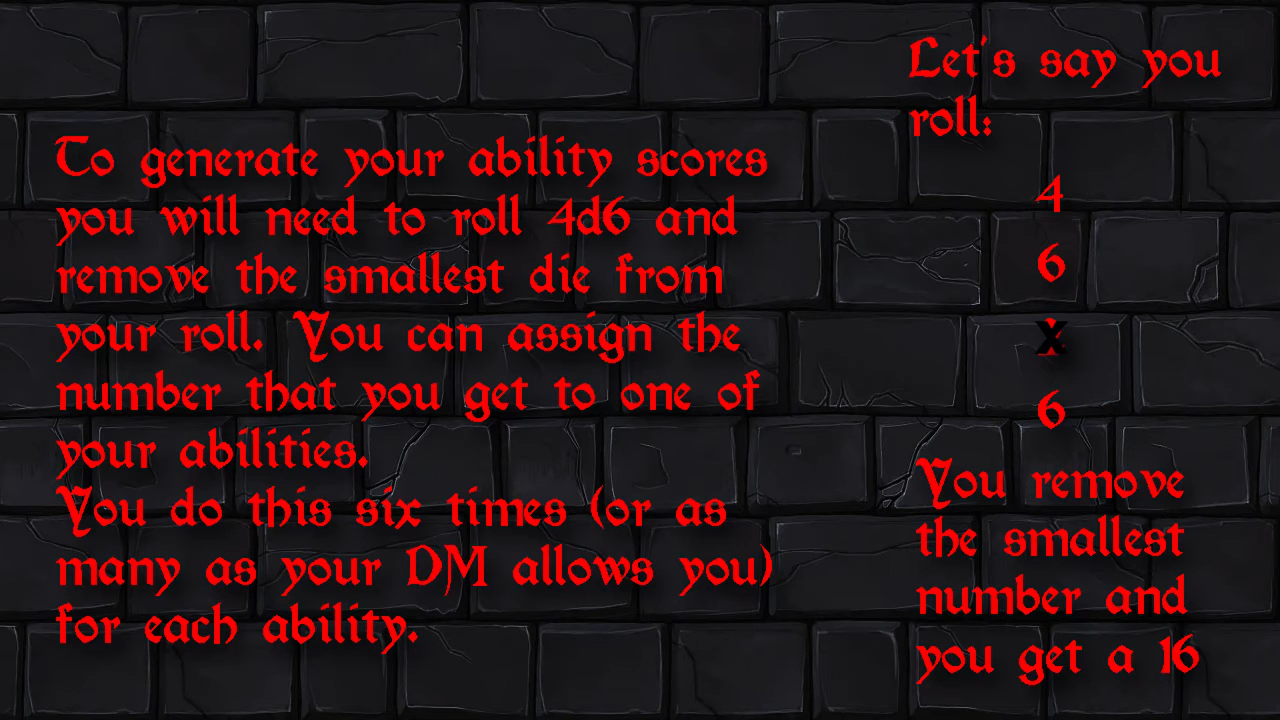 To generate your ability scores
you will need to roll 4d6 and
remove the smallest die from
your roll. You can assign the
number that you get to one of
your abilities.
You do this six times (or as
many as your DM allows you)
for each ability.
Let's say you
roll:
4
6
x
6
You remove
the smallest
number and
you get a 16